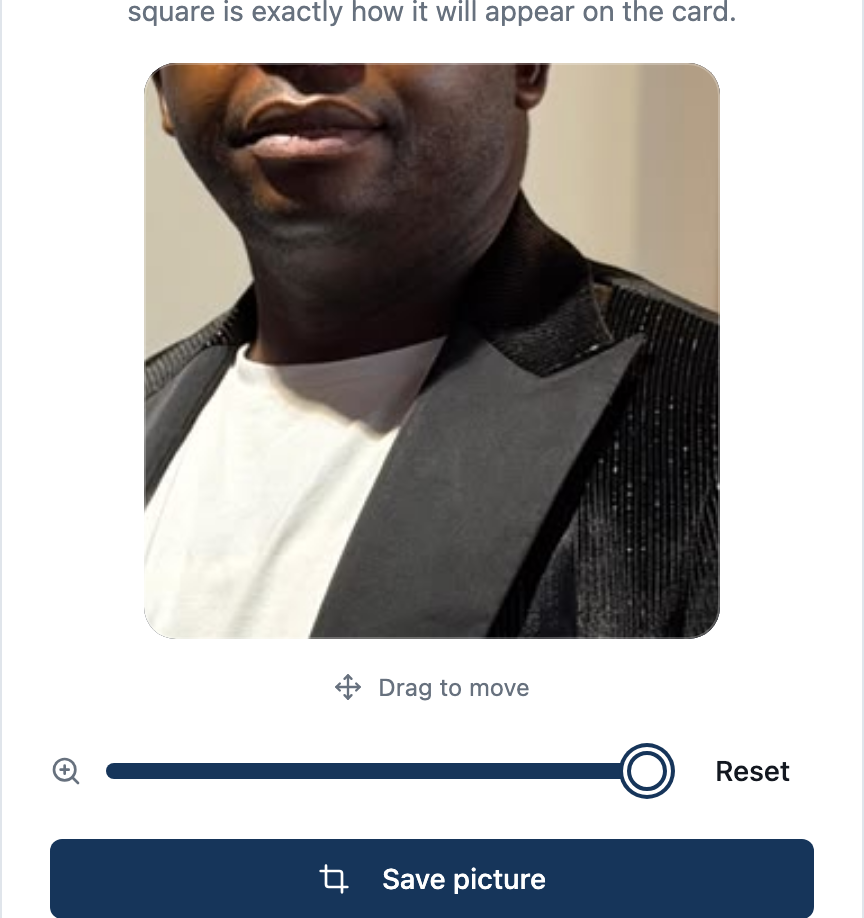 square is exactly how it will appear on the card.
Drag to move
Reset
Save picture